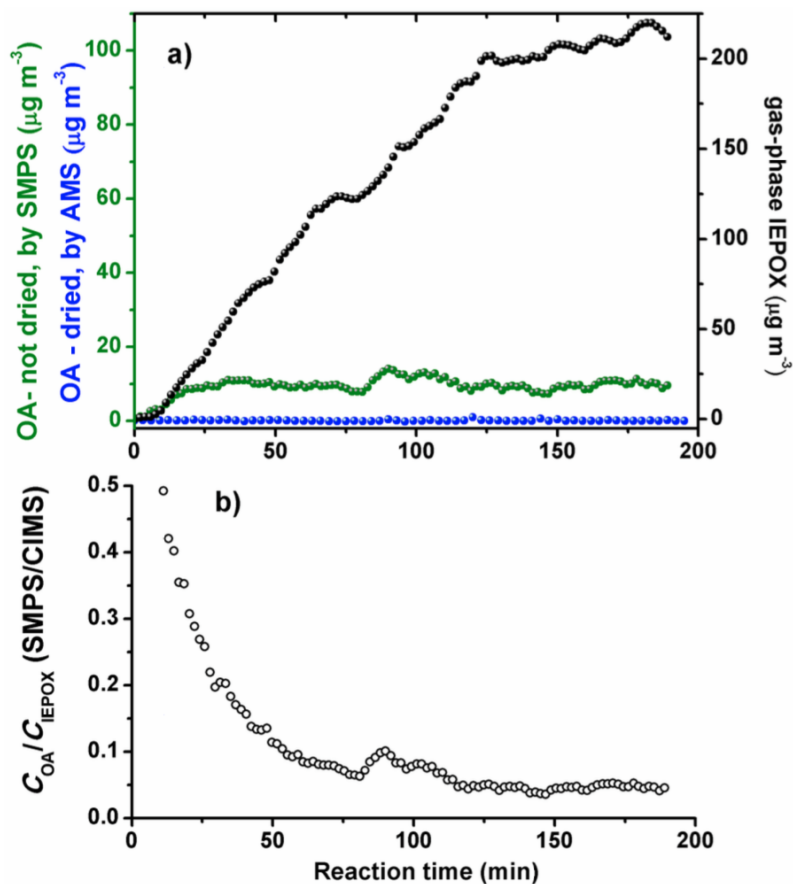 a)
OA- not dried, by SMPS (µg m⁻³)
OA - dried, by AMS (µg m⁻³)
100
80
60
40
20
0
gas-phase IEPOX (µg m⁻³)
200
150
100
50
0
0 50 100 150 200
b)
C_OA/C_IEPOX (SMPS/CIMS)
0.5
0.4
0.3
0.2
0.1
0.0
0 50 100 150 200
Reaction time (min)